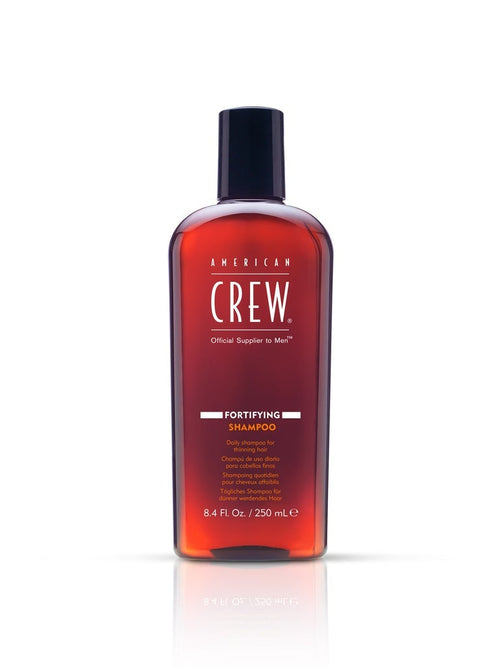 AMERICAN
CREW®
Official Supplier to Men™
FORTIFYING
SHAMPOO
Daily shampoo for
thinning hair
Champú de uso diario
para cabellos finos
Shampooing quotidien
pour cheveux affaiblis
Tägliches Shampoo für
dünner werdendes Haar
8.4 Fl. Oz. / 250 mL℮